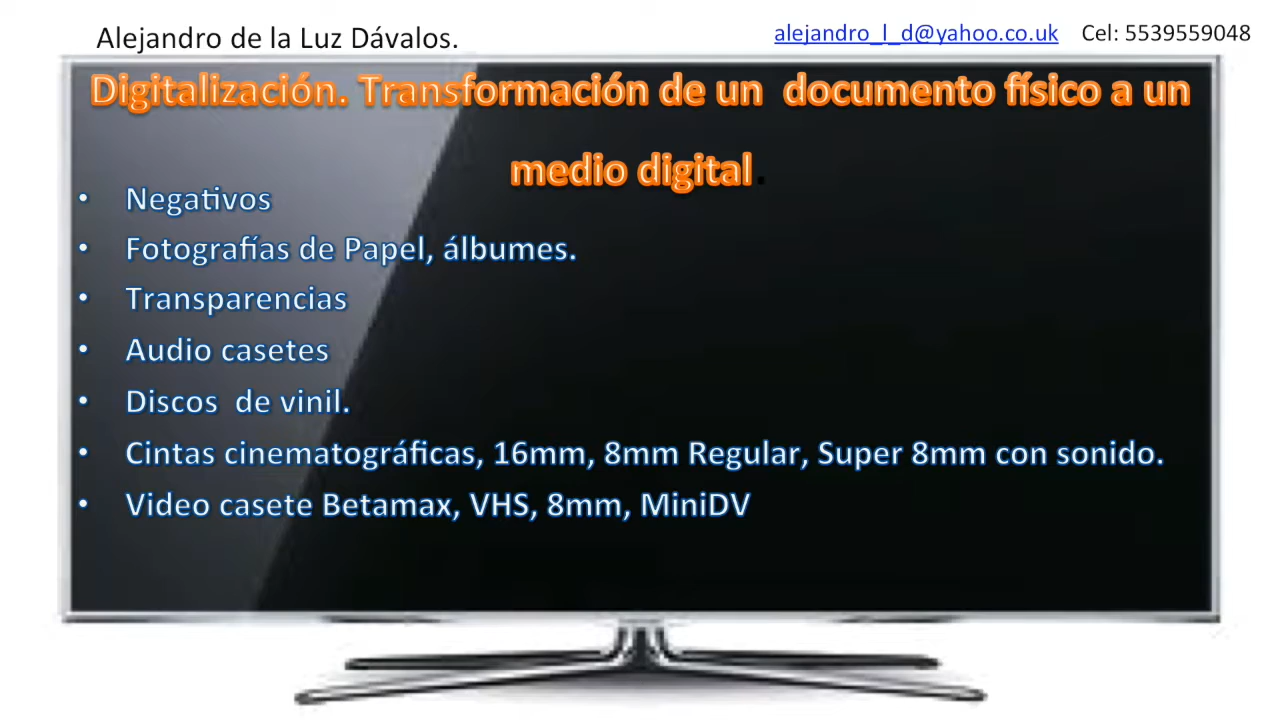 Alejandro de la Luz Dávalos.
alejandro_l_d@yahoo.co.uk Cel: 5539559048
Digitalización. Transformación de un documento físico a un
medio digital.
• Negativos
• Fotografías de Papel, álbumes.
• Transparencias
• Audio casetes
• Discos de vinil.
• Cintas cinematográficas, 16mm, 8mm Regular, Super 8mm con sonido.
• Video casete Betamax, VHS, 8mm, MiniDV